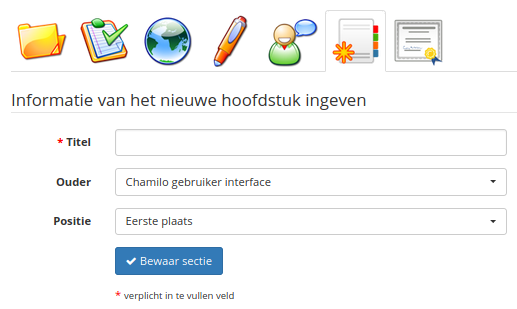 Informatie van het nieuwe hoofdstuk ingeven
* Titel
Ouder Chamilo gebruiker interface
Positie Eerste plaats
Bewaar sectie
* verplicht in te vullen veld